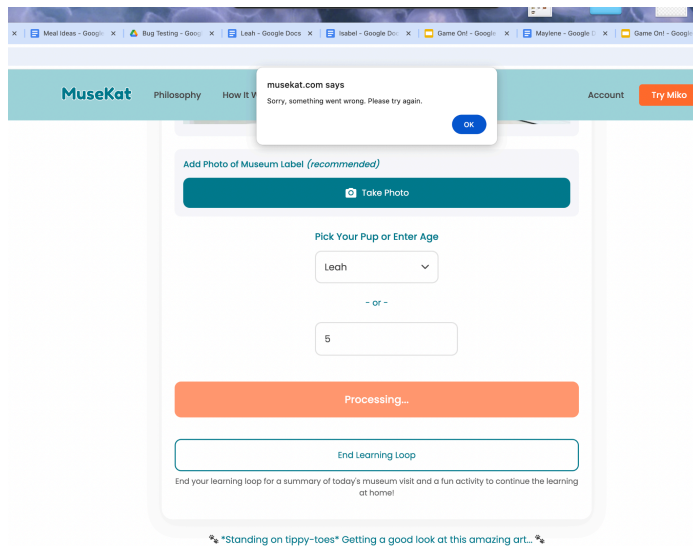 Meal Ideas - Google
Bug Testing - Goog
Leah - Google Docs
Isabel - Google Doc
Game On! - Google
Maylene - Google D
Game On! - Google
musekat.com says
Sorry, something went wrong. Please try again.
OK
MuseKat
Philosophy
How It W
Account
Try Miko
Add Photo of Museum Label (recommended)
Take Photo
Pick Your Pup or Enter Age
Leah
- or -
5
Processing...
End Learning Loop
End your learning loop for a summary of today's museum visit and a fun activity to continue the learning
at home!
*Standing on tippy-toes* Getting a good look at this amazing art...